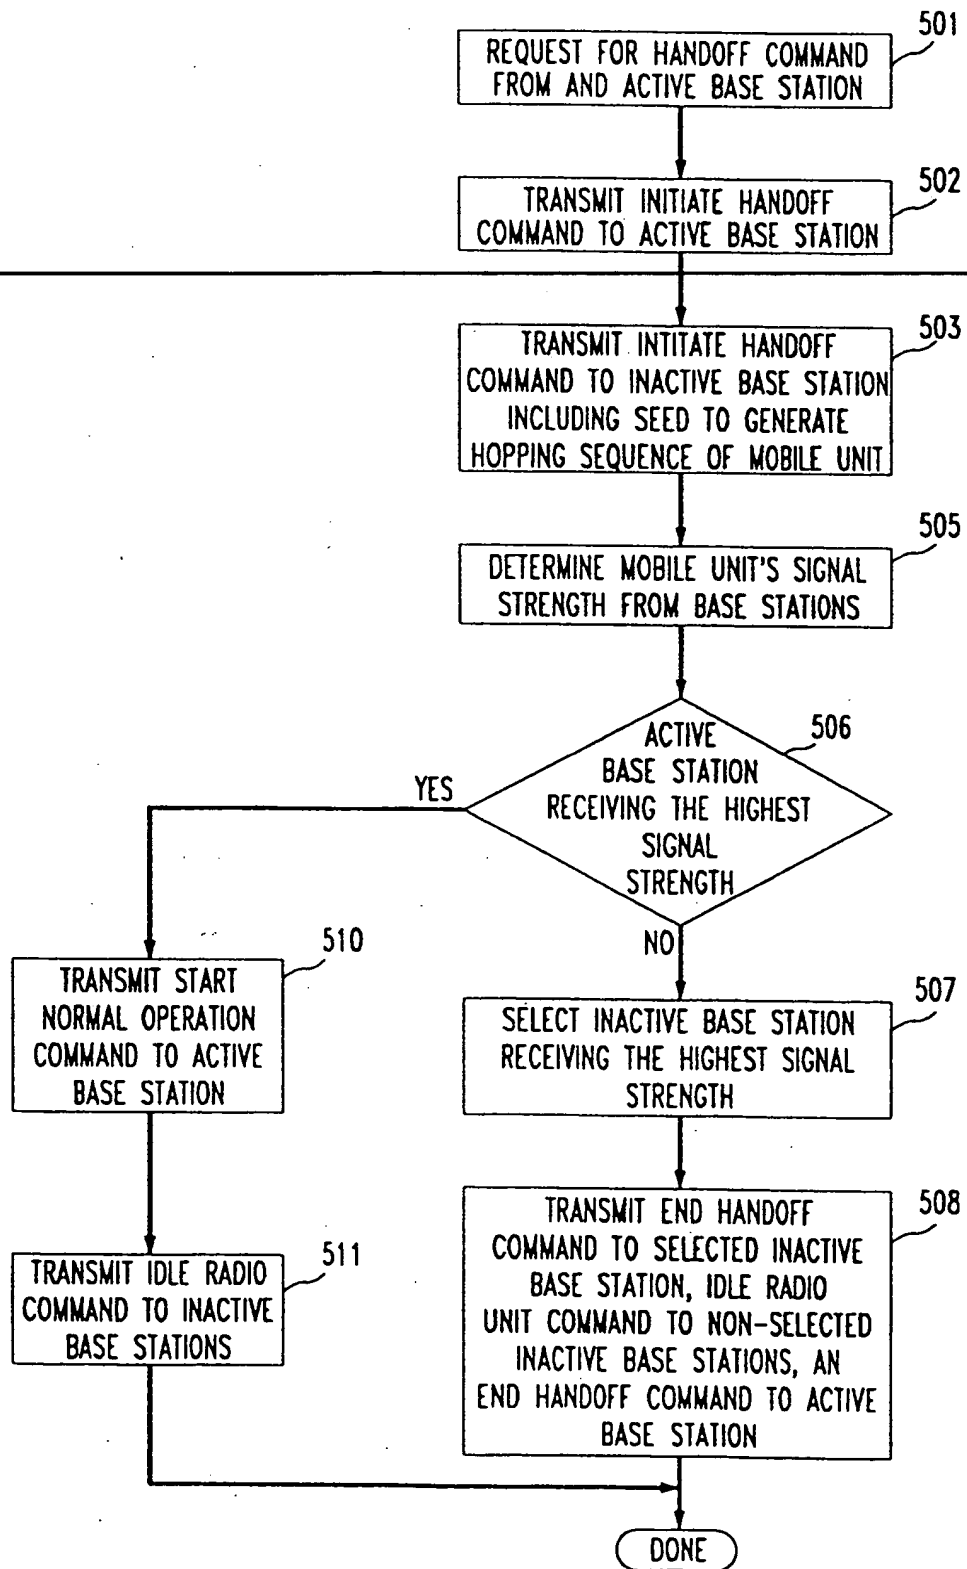 501
REQUEST FOR HANDOFF COMMAND
FROM AND ACTIVE BASE STATION
502
TRANSMIT INITIATE HANDOFF
COMMAND TO ACTIVE BASE STATION
503
TRANSMIT INTITATE HANDOFF
COMMAND TO INACTIVE BASE STATION
INCLUDING SEED TO GENERATE
HOPPING SEQUENCE OF MOBILE UNIT
505
DETERMINE MOBILE UNIT'S SIGNAL
STRENGTH FROM BASE STATIONS
506
ACTIVE
BASE STATION
RECEIVING THE HIGHEST
SIGNAL
STRENGTH
YES
NO
510
TRANSMIT START
NORMAL OPERATION
COMMAND TO ACTIVE
BASE STATION
511
TRANSMIT IDLE RADIO
COMMAND TO INACTIVE
BASE STATIONS
507
SELECT INACTIVE BASE STATION
RECEIVING THE HIGHEST SIGNAL
STRENGTH
508
TRANSMIT END HANDOFF
COMMAND TO SELECTED INACTIVE
BASE STATION, IDLE RADIO
UNIT COMMAND TO NON-SELECTED
INACTIVE BASE STATIONS, AN
END HANDOFF COMMAND TO ACTIVE
BASE STATION
DONE